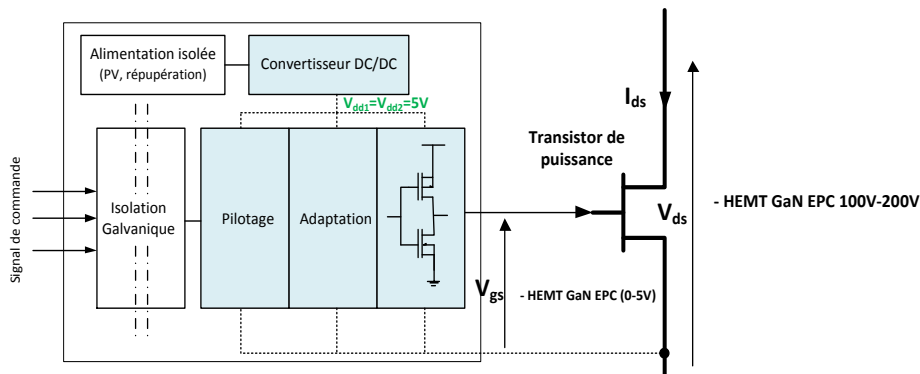 Alimentation isolée
(PV, répupération)
Convertisseur DC/DC
Vdd1=Vdd2=5V
Signal de commande
Isolation
Galvanique
Pilotage
Adaptation
Transistor de
puissance
Ids
Vds
- HEMT GaN EPC 100V-200V
Vgs
- HEMT GaN EPC (0-5V)